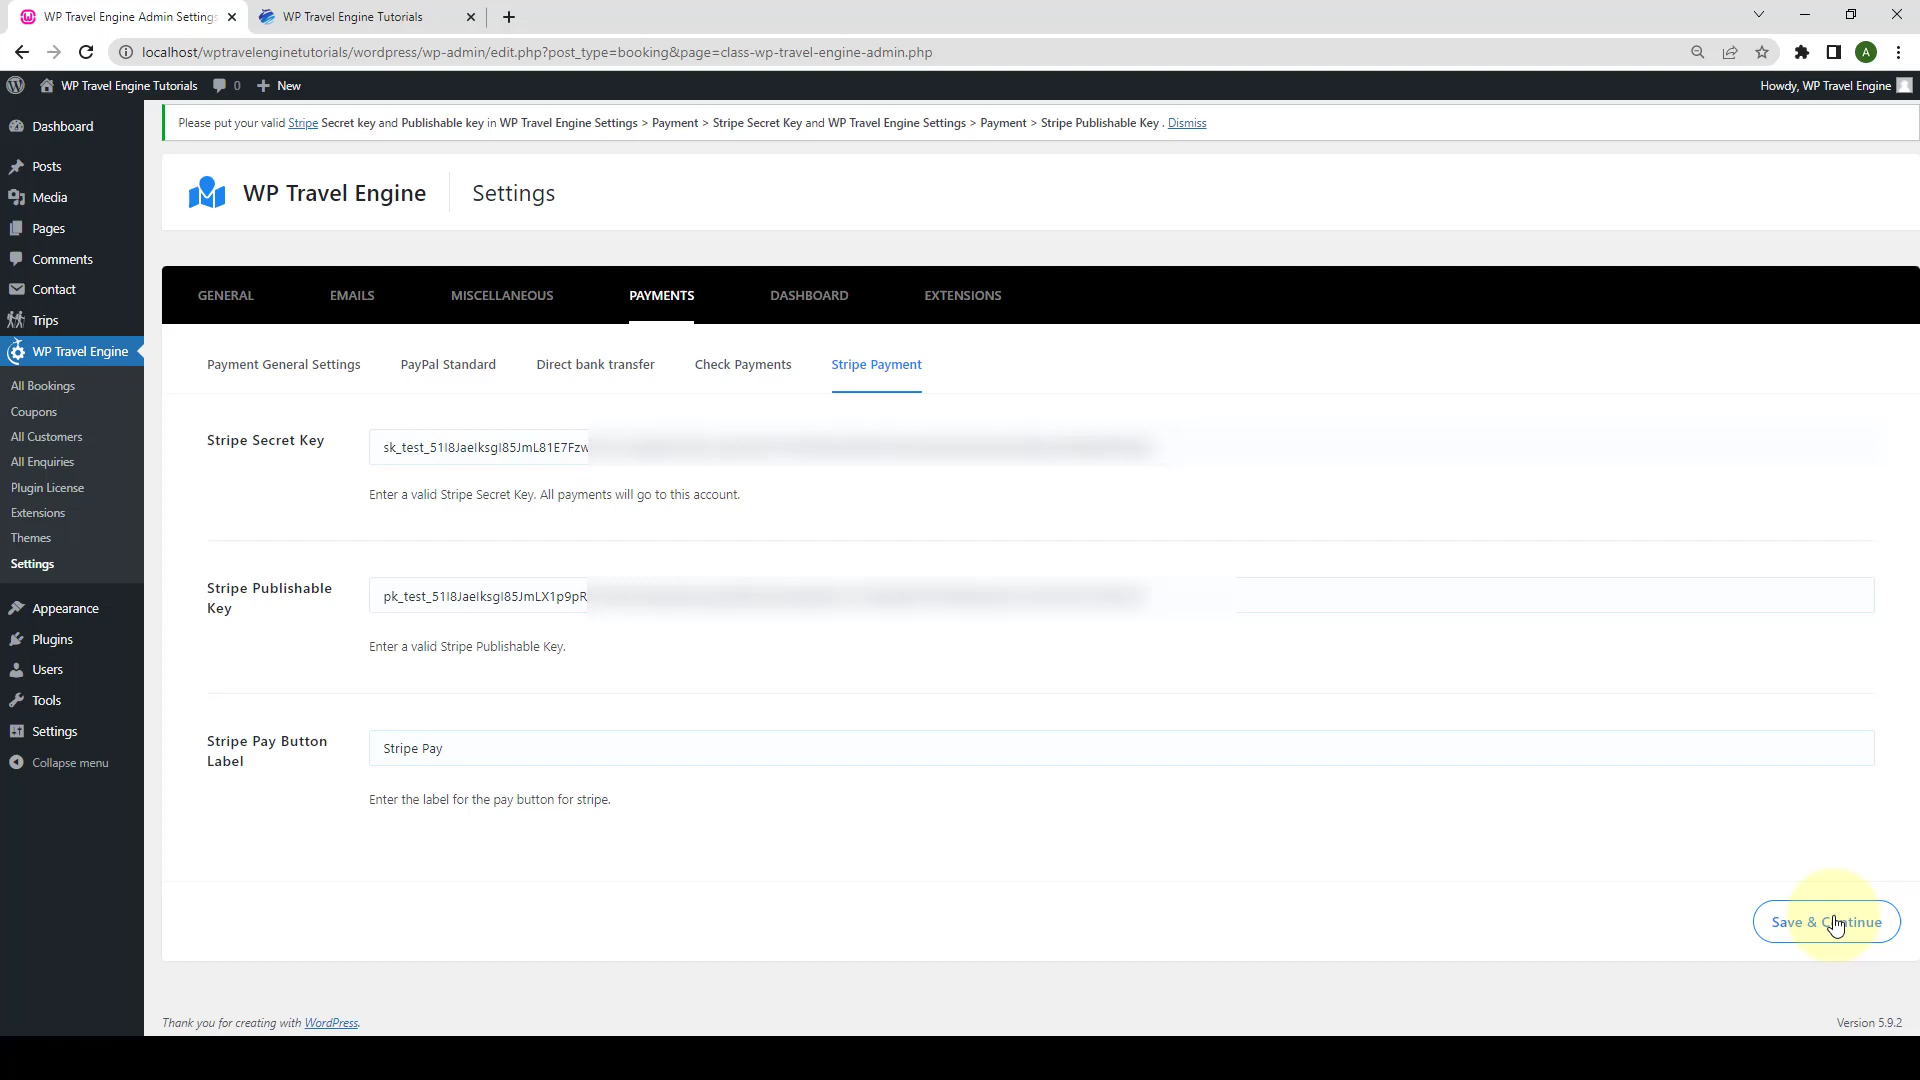 WP Travel Engine Admin Settings
WP Travel Engine Tutorials
localhost/wptravelenginetutorials/wordpress/wp-admin/edit.php?post_type=booking&page=class-wp-travel-engine-admin.php
A
WP Travel Engine Tutorials
0
New
Howdy, WP Travel Engine
Please put your valid Stripe Secret key and Publishable key in WP Travel Engine Settings > Payment > Stripe Secret Key and WP Travel Engine Settings > Payment > Stripe Publishable Key . Dismiss
Dashboard
Posts
Media
Pages
Comments
Contact
Trips
WP Travel Engine
All Bookings
Coupons
All Customers
All Enquiries
Plugin License
Extensions
Themes
Settings
Appearance
Plugins
Users
Tools
Settings
Collapse menu
WP Travel Engine
Settings
GENERAL
EMAILS
MISCELLANEOUS
PAYMENTS
DASHBOARD
EXTENSIONS
Payment General Settings
PayPal Standard
Direct bank transfer
Check Payments
Stripe Payment
Stripe Secret Key
sk_test_51I8JaeIksgI85JmL81E7Fzw
Enter a valid Stripe Secret Key. All payments will go to this account.
Stripe Publishable
Key
pk_test_51I8JaeIksgI85JmLX1p9pR
Enter a valid Stripe Publishable Key.
Stripe Pay Button
Label
Stripe Pay
Enter the label for the pay button for stripe.
Save & Continue
Thank you for creating with WordPress.
Version 5.9.2